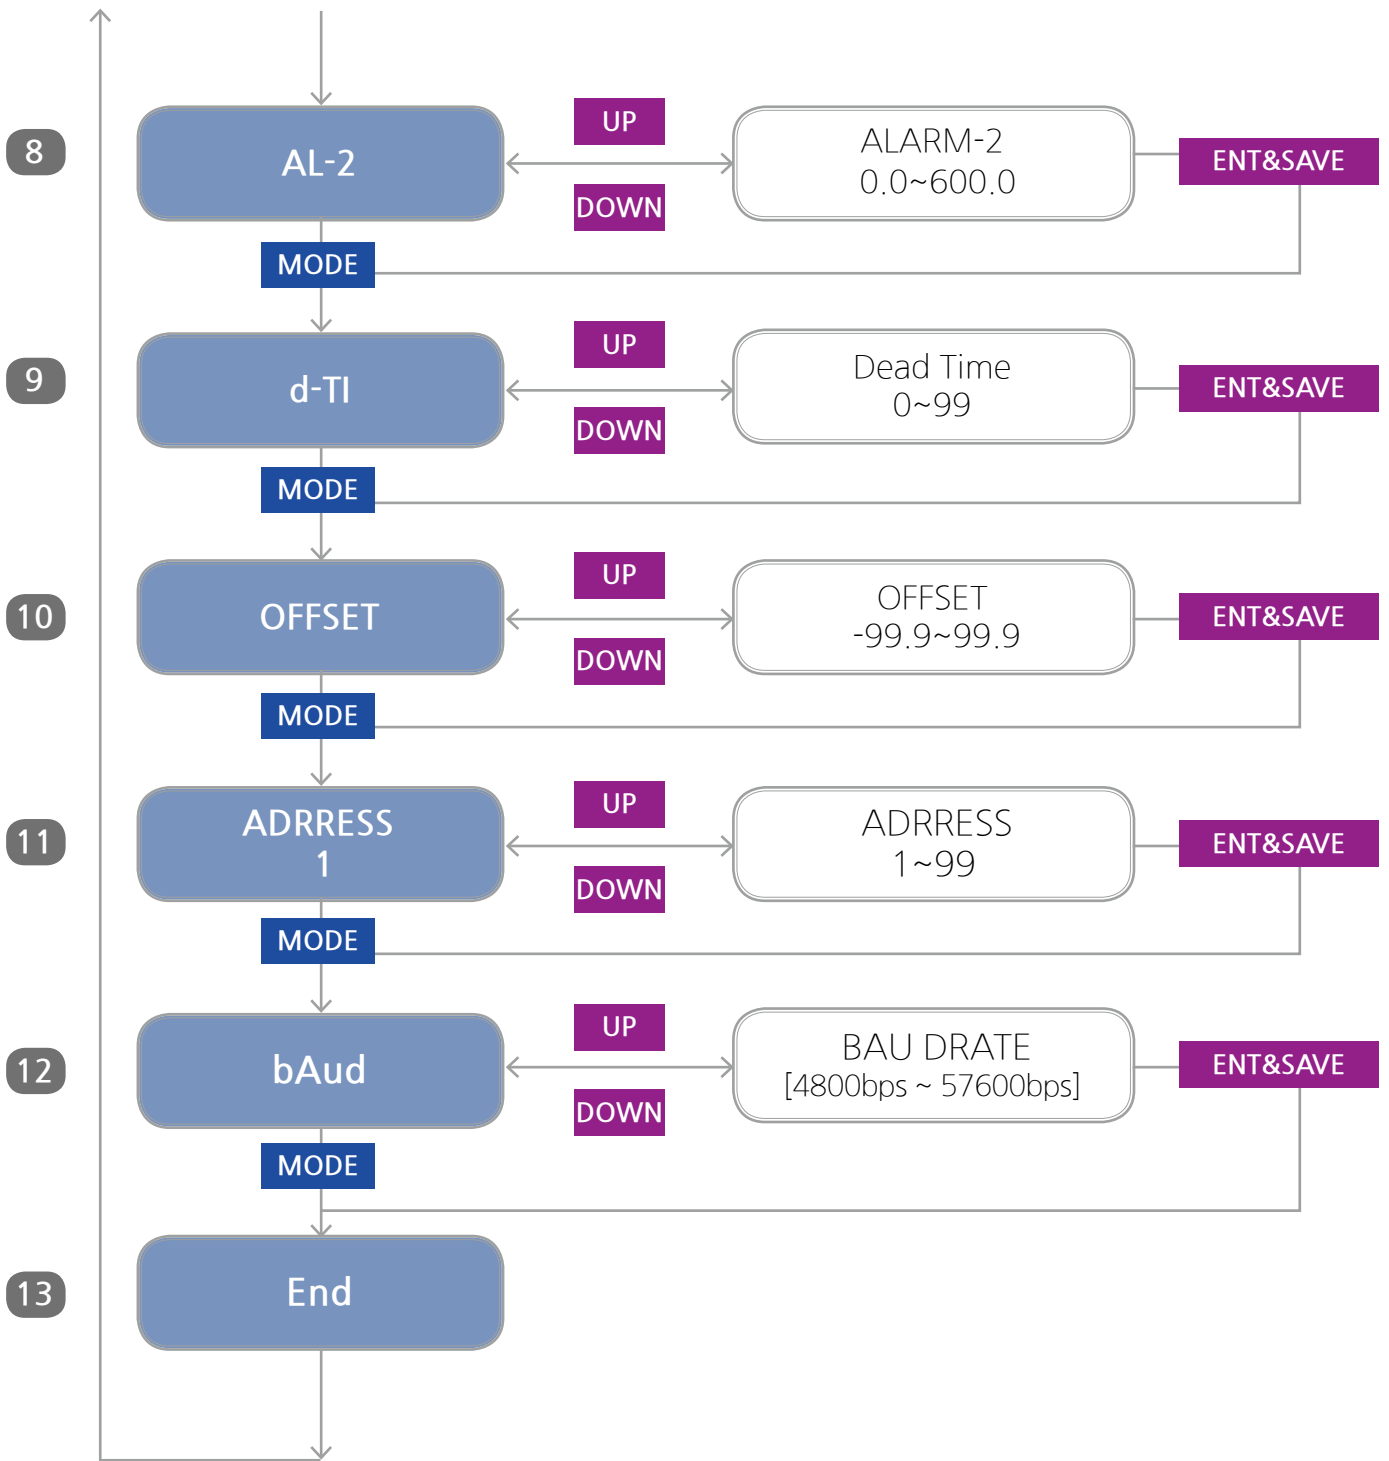 8
AL-2
UP
DOWN
ALARM-2
0.0~600.0
ENT&SAVE
MODE
9
d-TI
UP
DOWN
Dead Time
0~99
ENT&SAVE
MODE
10
OFFSET
UP
DOWN
OFFSET
-99.9~99.9
ENT&SAVE
MODE
11
ADRRESS
1
UP
DOWN
ADRRESS
1~99
ENT&SAVE
MODE
12
bAud
UP
DOWN
BAU DRATE
[4800bps ~ 57600bps]
ENT&SAVE
MODE
13
End